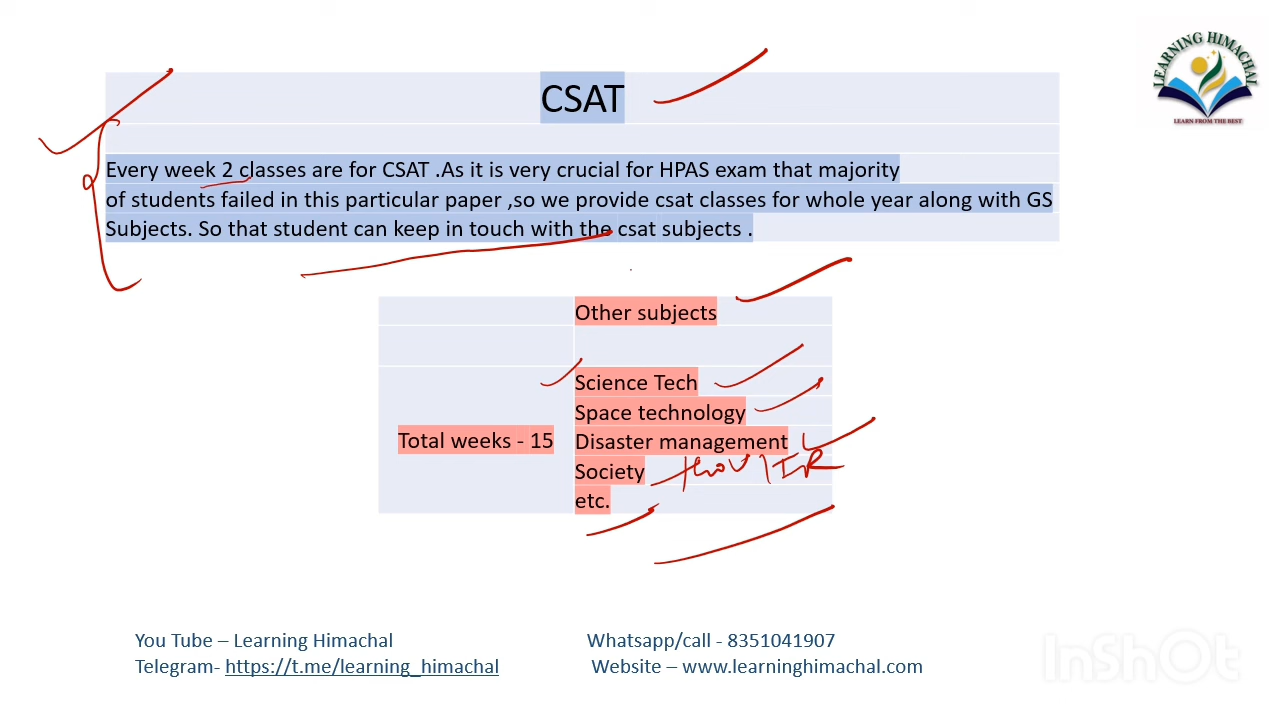 LEARNING HIMACHAL
LEARN FROM THE BEST
CSAT
Every week 2 classes are for CSAT .As it is very crucial for HPAS exam that majority
of students failed in this particular paper ,so we provide csat classes for whole year along with GS
Subjects. So that student can keep in touch with the csat subjects .
Other subjects
Science Tech
Space technology
Total weeks - 15
Disaster management
Society
IR
etc.
You Tube – Learning Himachal
Whatsapp/call - 8351041907
Telegram- https://t.me/learning_himachal
Website – www.learninghimachal.com
InShOt